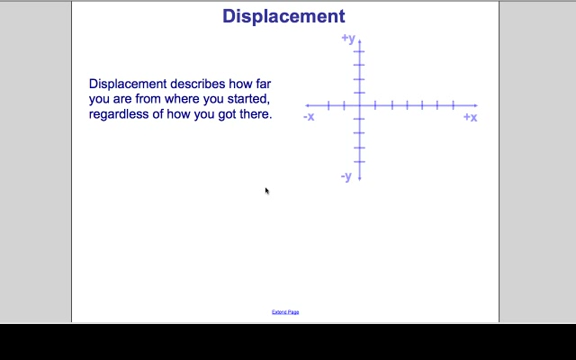 Displacement
+y
Displacement describes how far
you are from where you started,
regardless of how you got there.
-x
+x
-y
Extend Page